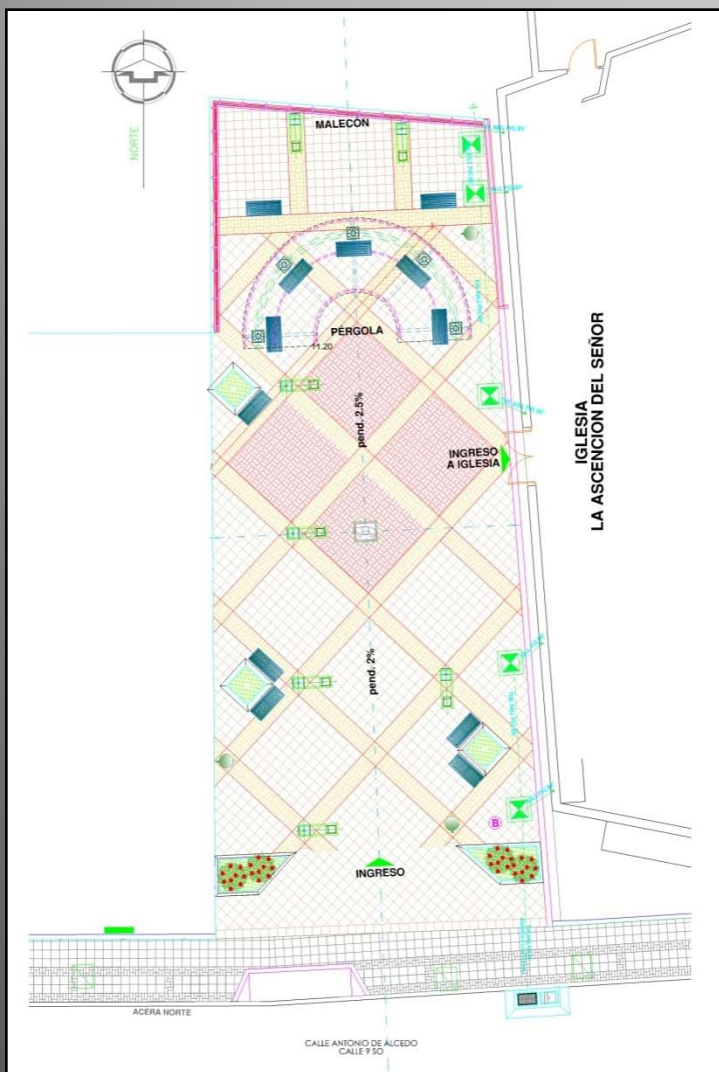 NORTE
MALECÓN
PÉRGOLA
11.20
pend. 2.5%
INGRESO
A IGLESIA
IGLESIA
LA ASCENCION DEL SEÑOR
pend. 2%
B
INGRESO
ACERA NORTE
CALLE ANTONIO DE ALCEDO
CALLE 9 SO